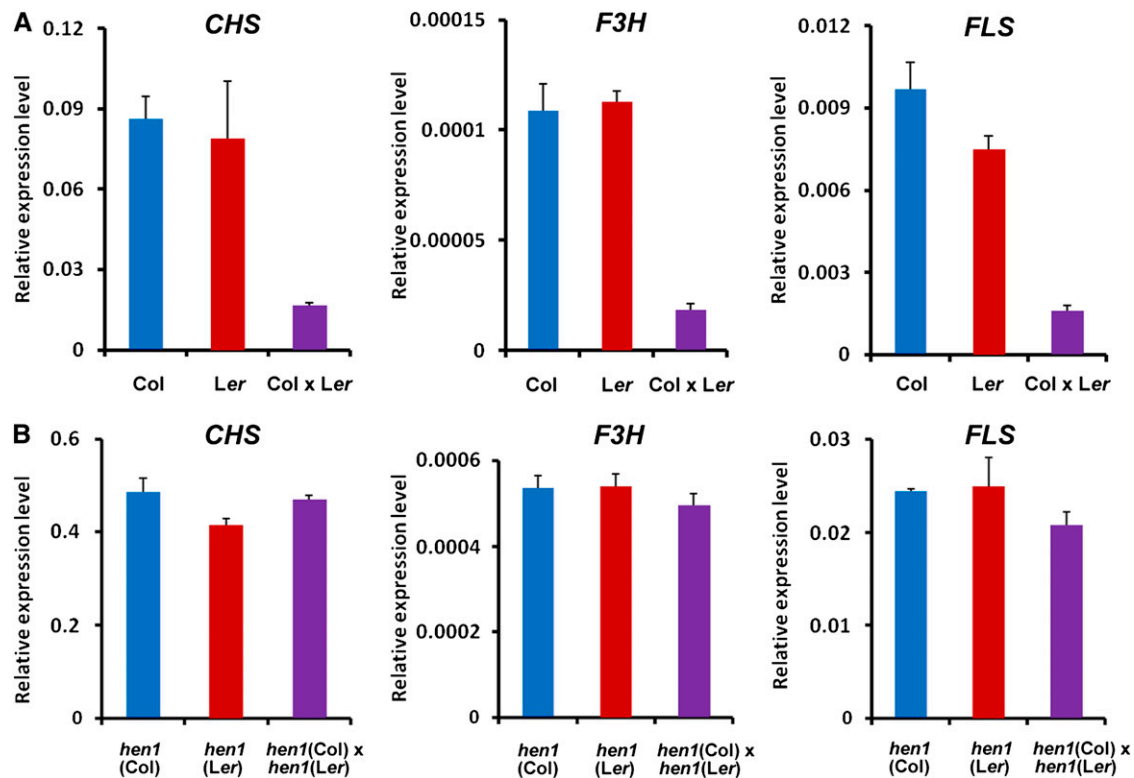 A
CHS
F3H
FLS
Relative expression level
0.12
0.09
0.06
0.03
0
Col
Ler
Col x Ler
Relative expression level
0.00015
0.0001
0.00005
0
Col
Ler
Col x Ler
Relative expression level
0.009
0.006
0.003
0
Col
Ler
Col x Ler
B
CHS
F3H
FLS
Relative expression level
0.6
0.4
0.2
0
hen1
(Col)
hen1
(Ler)
hen1(Col) x
hen1(Ler)
Relative expression level
0.0006
0.0004
0.0002
0
hen1
(Col)
hen1
(Ler)
hen1(Col) x
hen1(Ler)
Relative expression level
0.03
0.02
0.01
0
hen1
(Col)
hen1
(Ler)
hen1(Col) x
hen1(Ler)